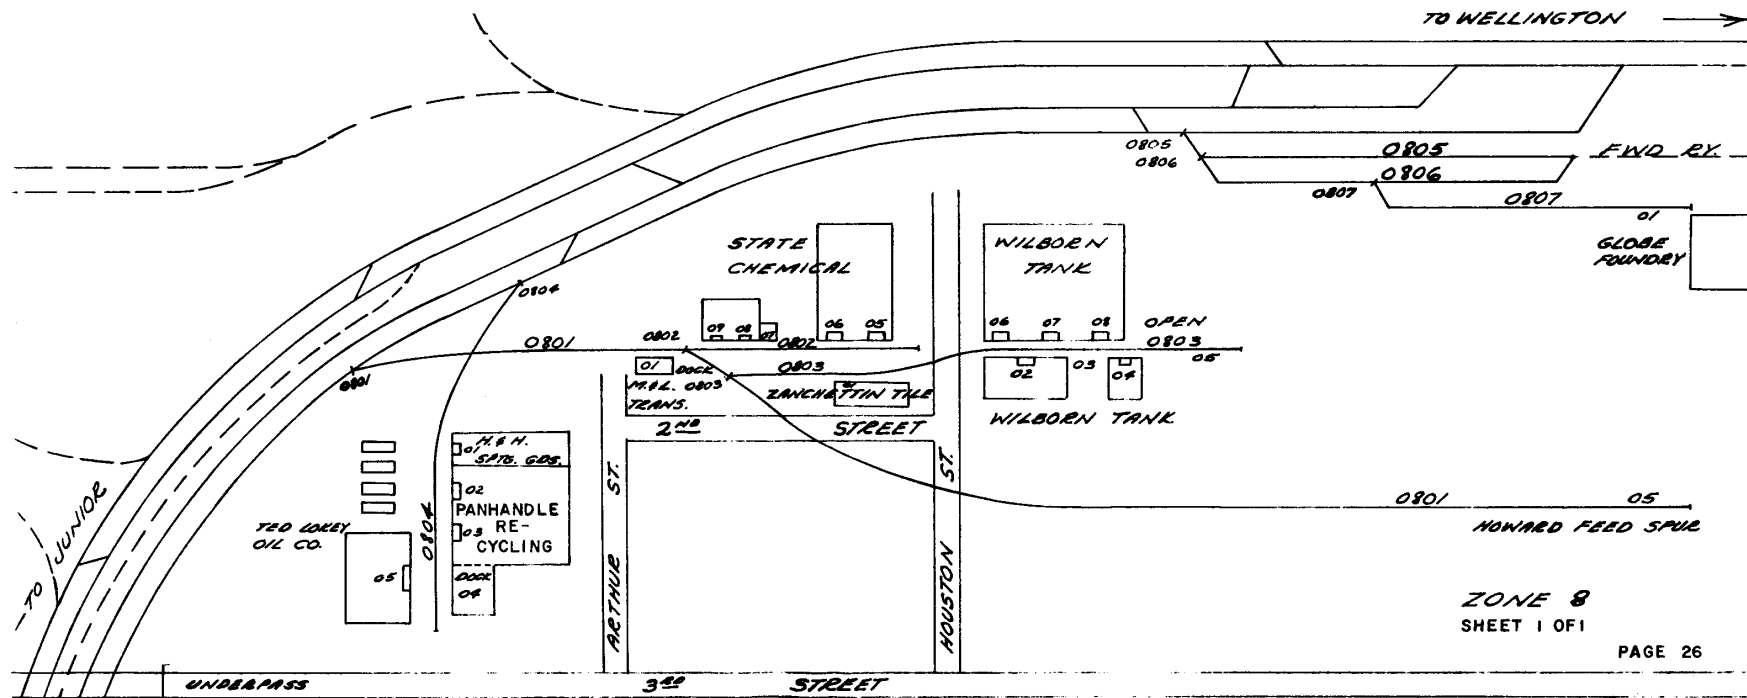 TO WELLINGTON
0805
0806
0805
FWD RY.
0806
0807
0807
01
GLOBE
FOUNDRY
STATE
CHEMICAL
WILBORN
TANK
0804
09
08
07
06
05
06
07
08
OPEN
0803
05
0801
0802
0802
0801
01
DOCK
0803
0803
M.&L.
TRANS.
ZANCHETTIN TILE
02
03
04
WILBORN TANK
2ND STREET
01
H.&H.
SPTG. GDS.
02
PANHANDLE
RE-
CYCLING
03
DOCK
04
0804
TED LOKEY
OIL CO.
05
ARTHUR ST.
HOUSTON ST.
0801
05
HOWARD FEED SPUR
TO JUNIOR
ZONE 8
SHEET 1 OF 1
PAGE 26
UNDERPASS
3RD STREET